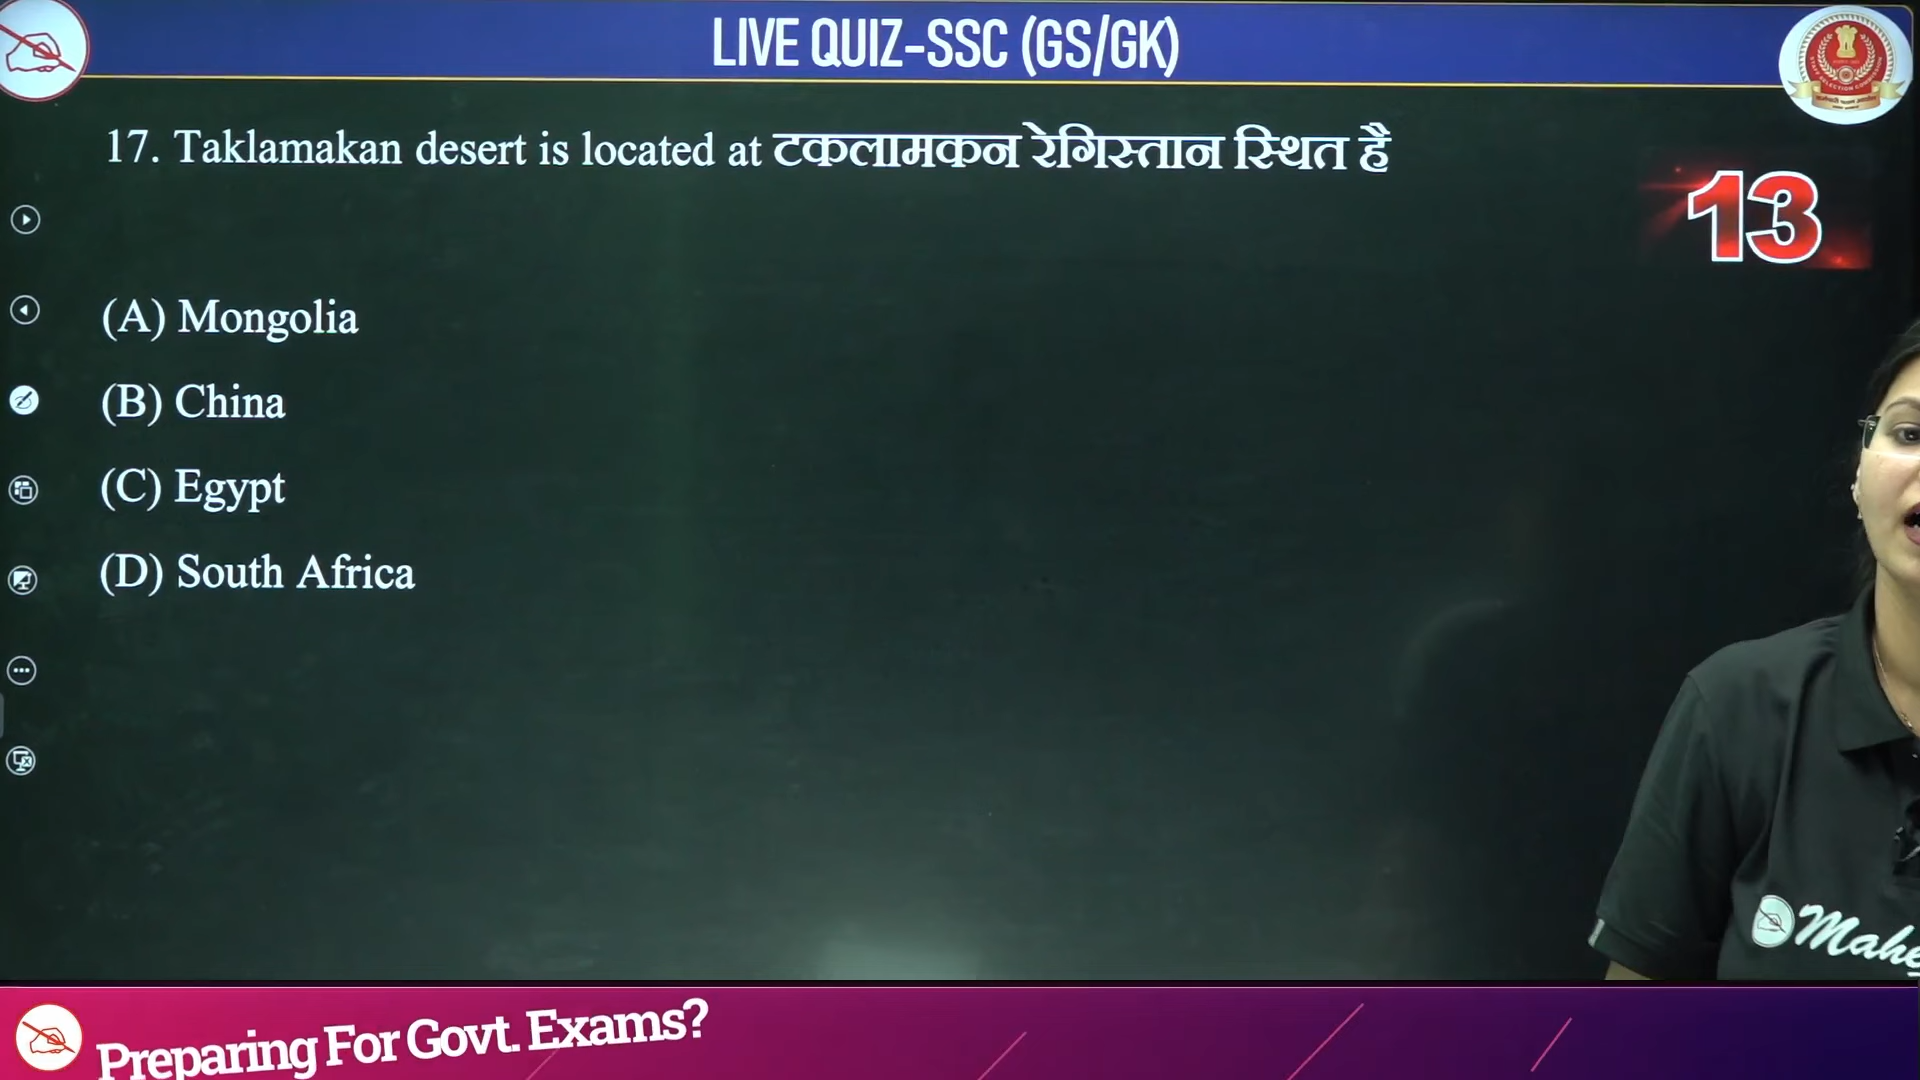 LIVE QUIZ-SSC (GS/GK)
17. Taklamakan desert is located at टकलामकन रेगिस्तान स्थित है
13
(A) Mongolia
(B) China
(C) Egypt
(D) South Africa
Preparing For Govt. Exams?